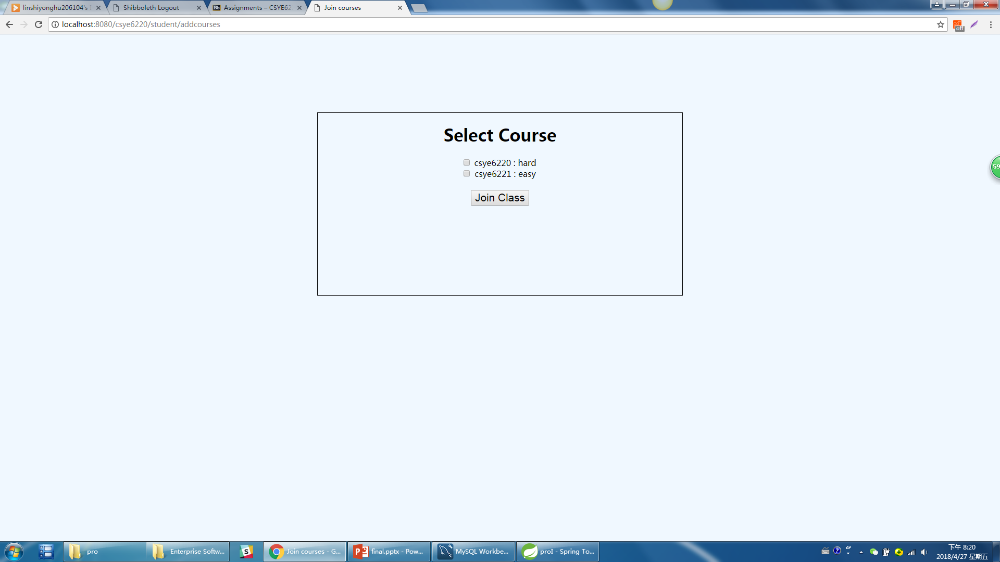 linshiyonghu206104's
Shibboleth Logout
Assignments – CSYE62
Join courses
localhost:8080/csye6220/student/addcourses
off
Select Course
csye6220 : hard
csye6221 : easy
Join Class
59
pro
Enterprise Softw...
Join courses - G...
final.pptx - Pow...
MySQL Workbe...
proI - Spring To...
下午 8:20
2018/4/27 星期五